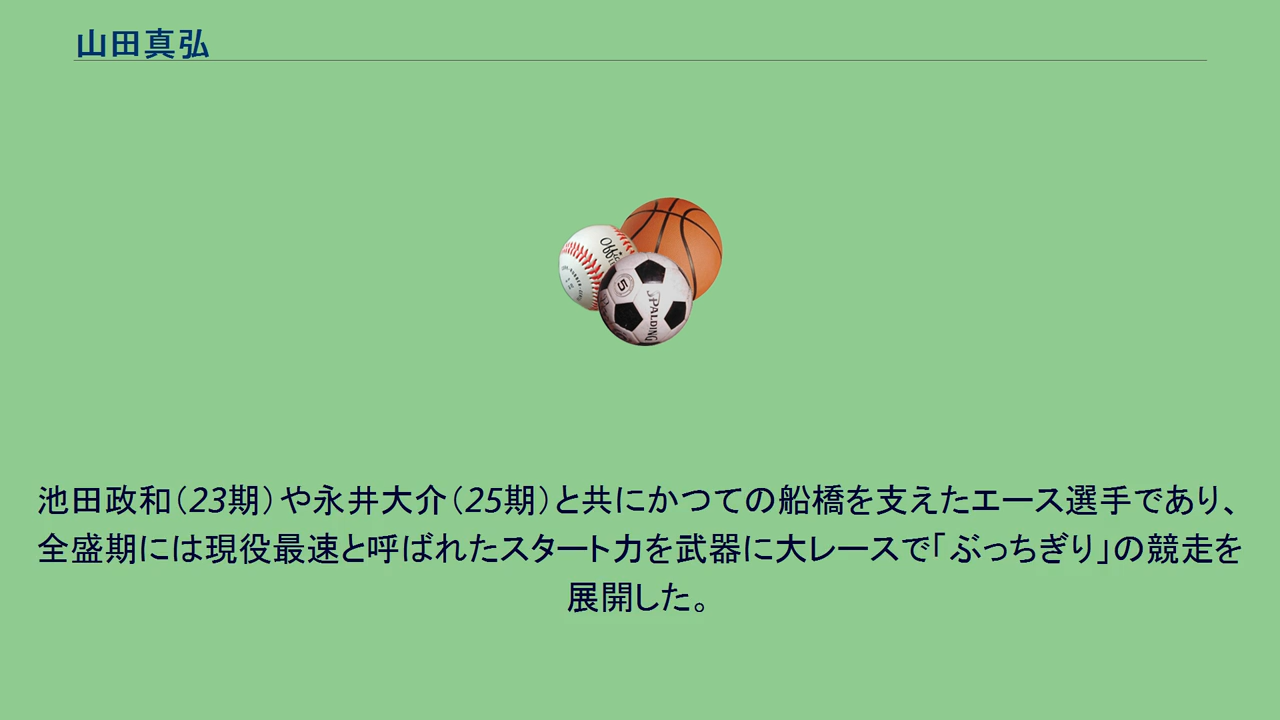 山田真弘
Offic
5
SPALDING
池田政和（23期）や永井大介（25期）と共にかつての船橋を支えたエース選手であり、
全盛期には現役最速と呼ばれたスタート力を武器に大レースで「ぶっちぎり」の競走を
展開した。